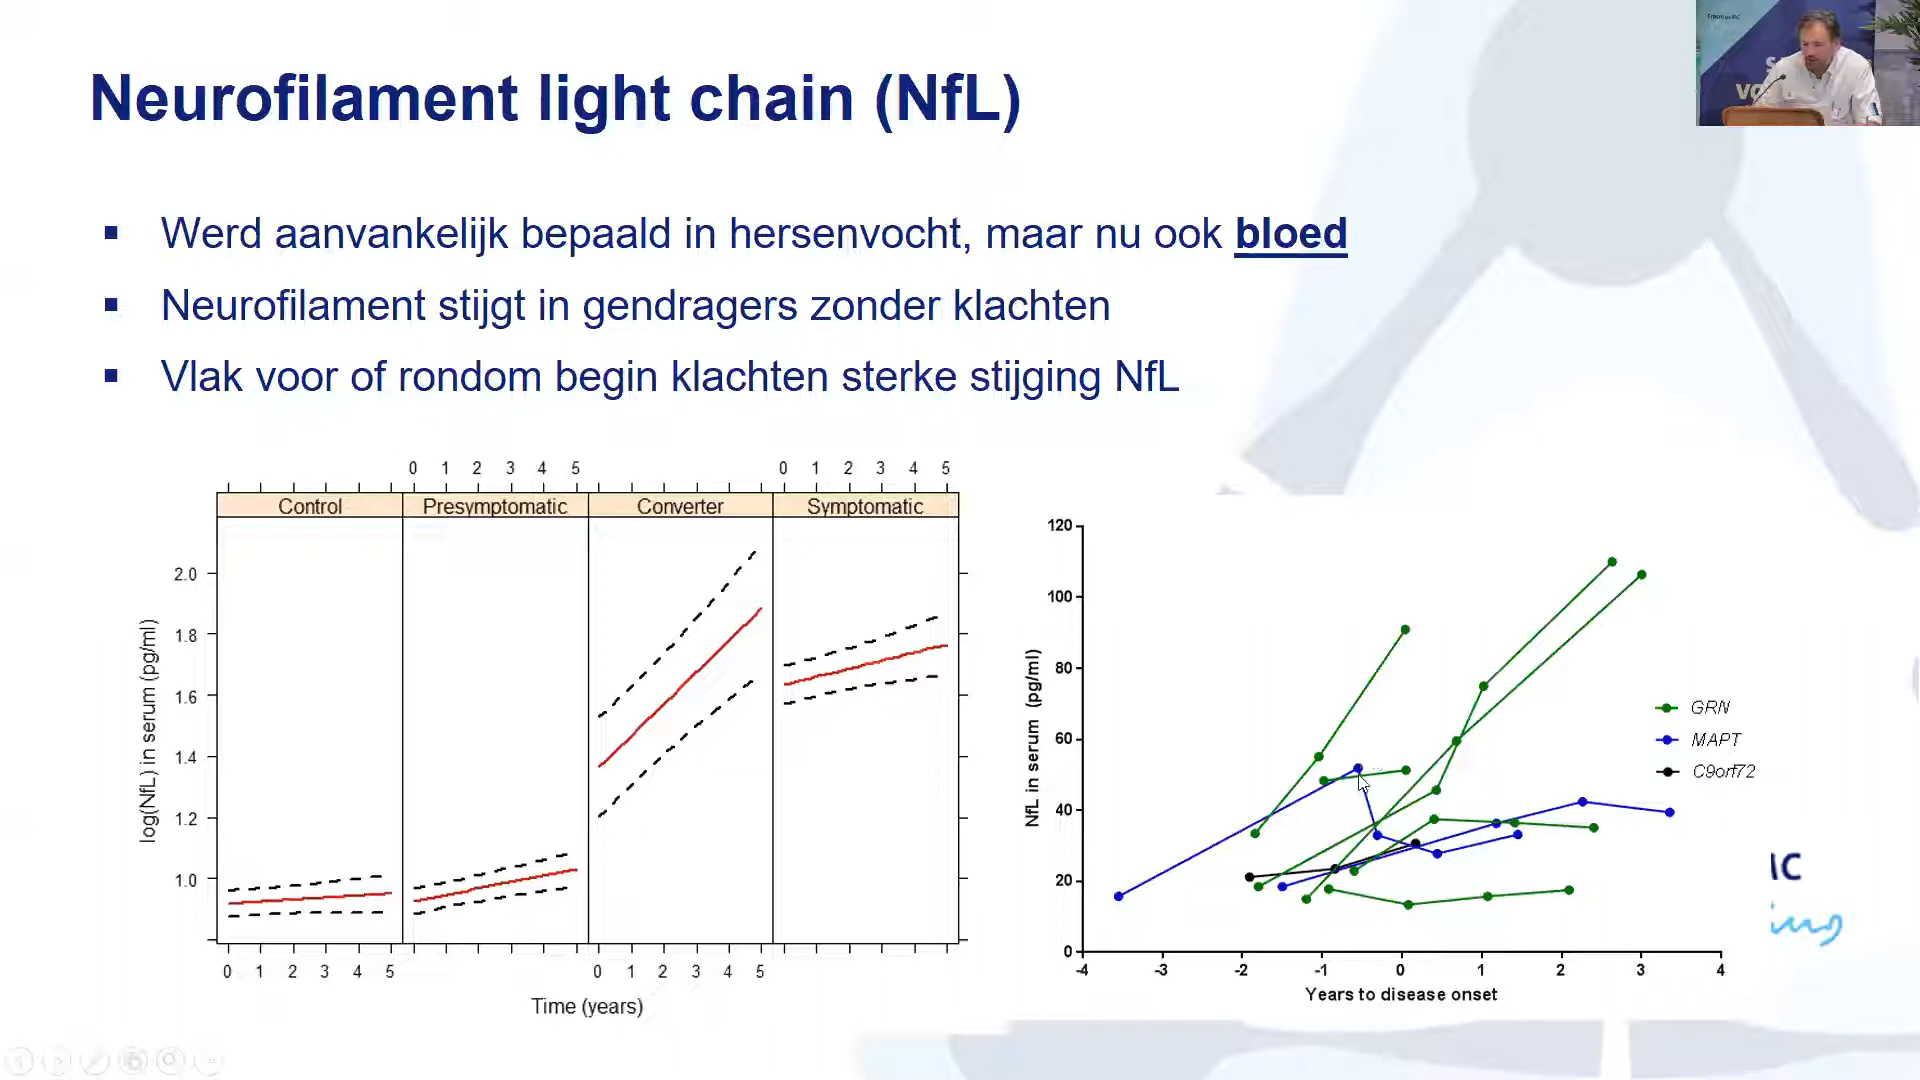 Erasmus MC
Neurofilament light chain (NfL)
Werd aanvankelijk bepaald in hersenvocht, maar nu ook bloed
Neurofilament stijgt in gendragers zonder klachten
Vlak voor of rondom begin klachten sterke stijging NfL
0 1 2 3 4 5 0 1 2 3 4 5
Control Presymptomatic Converter Symptomatic
2.0
1.8
1.6
1.4
1.2
1.0
log(NfL) in serum (pg/ml)
0 1 2 3 4 5 0 1 2 3 4 5
Time (years)
120
100
80
60
40
20
0
NfL in serum (pg/ml)
-4 -3 -2 -1 0 1 2 3 4
Years to disease onset
GRN
MAPT
C9orf72